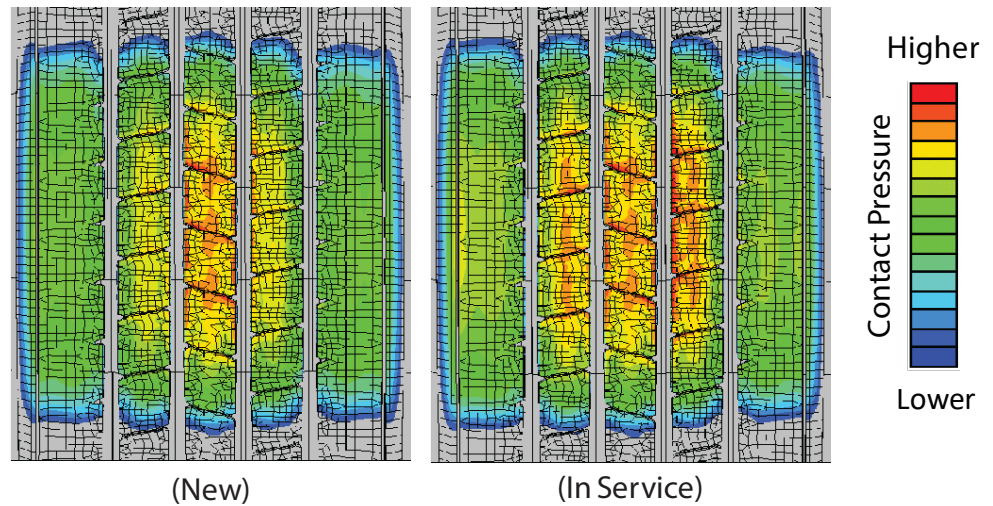 Higher
Contact Pressure
Lower
(New)
(In Service)